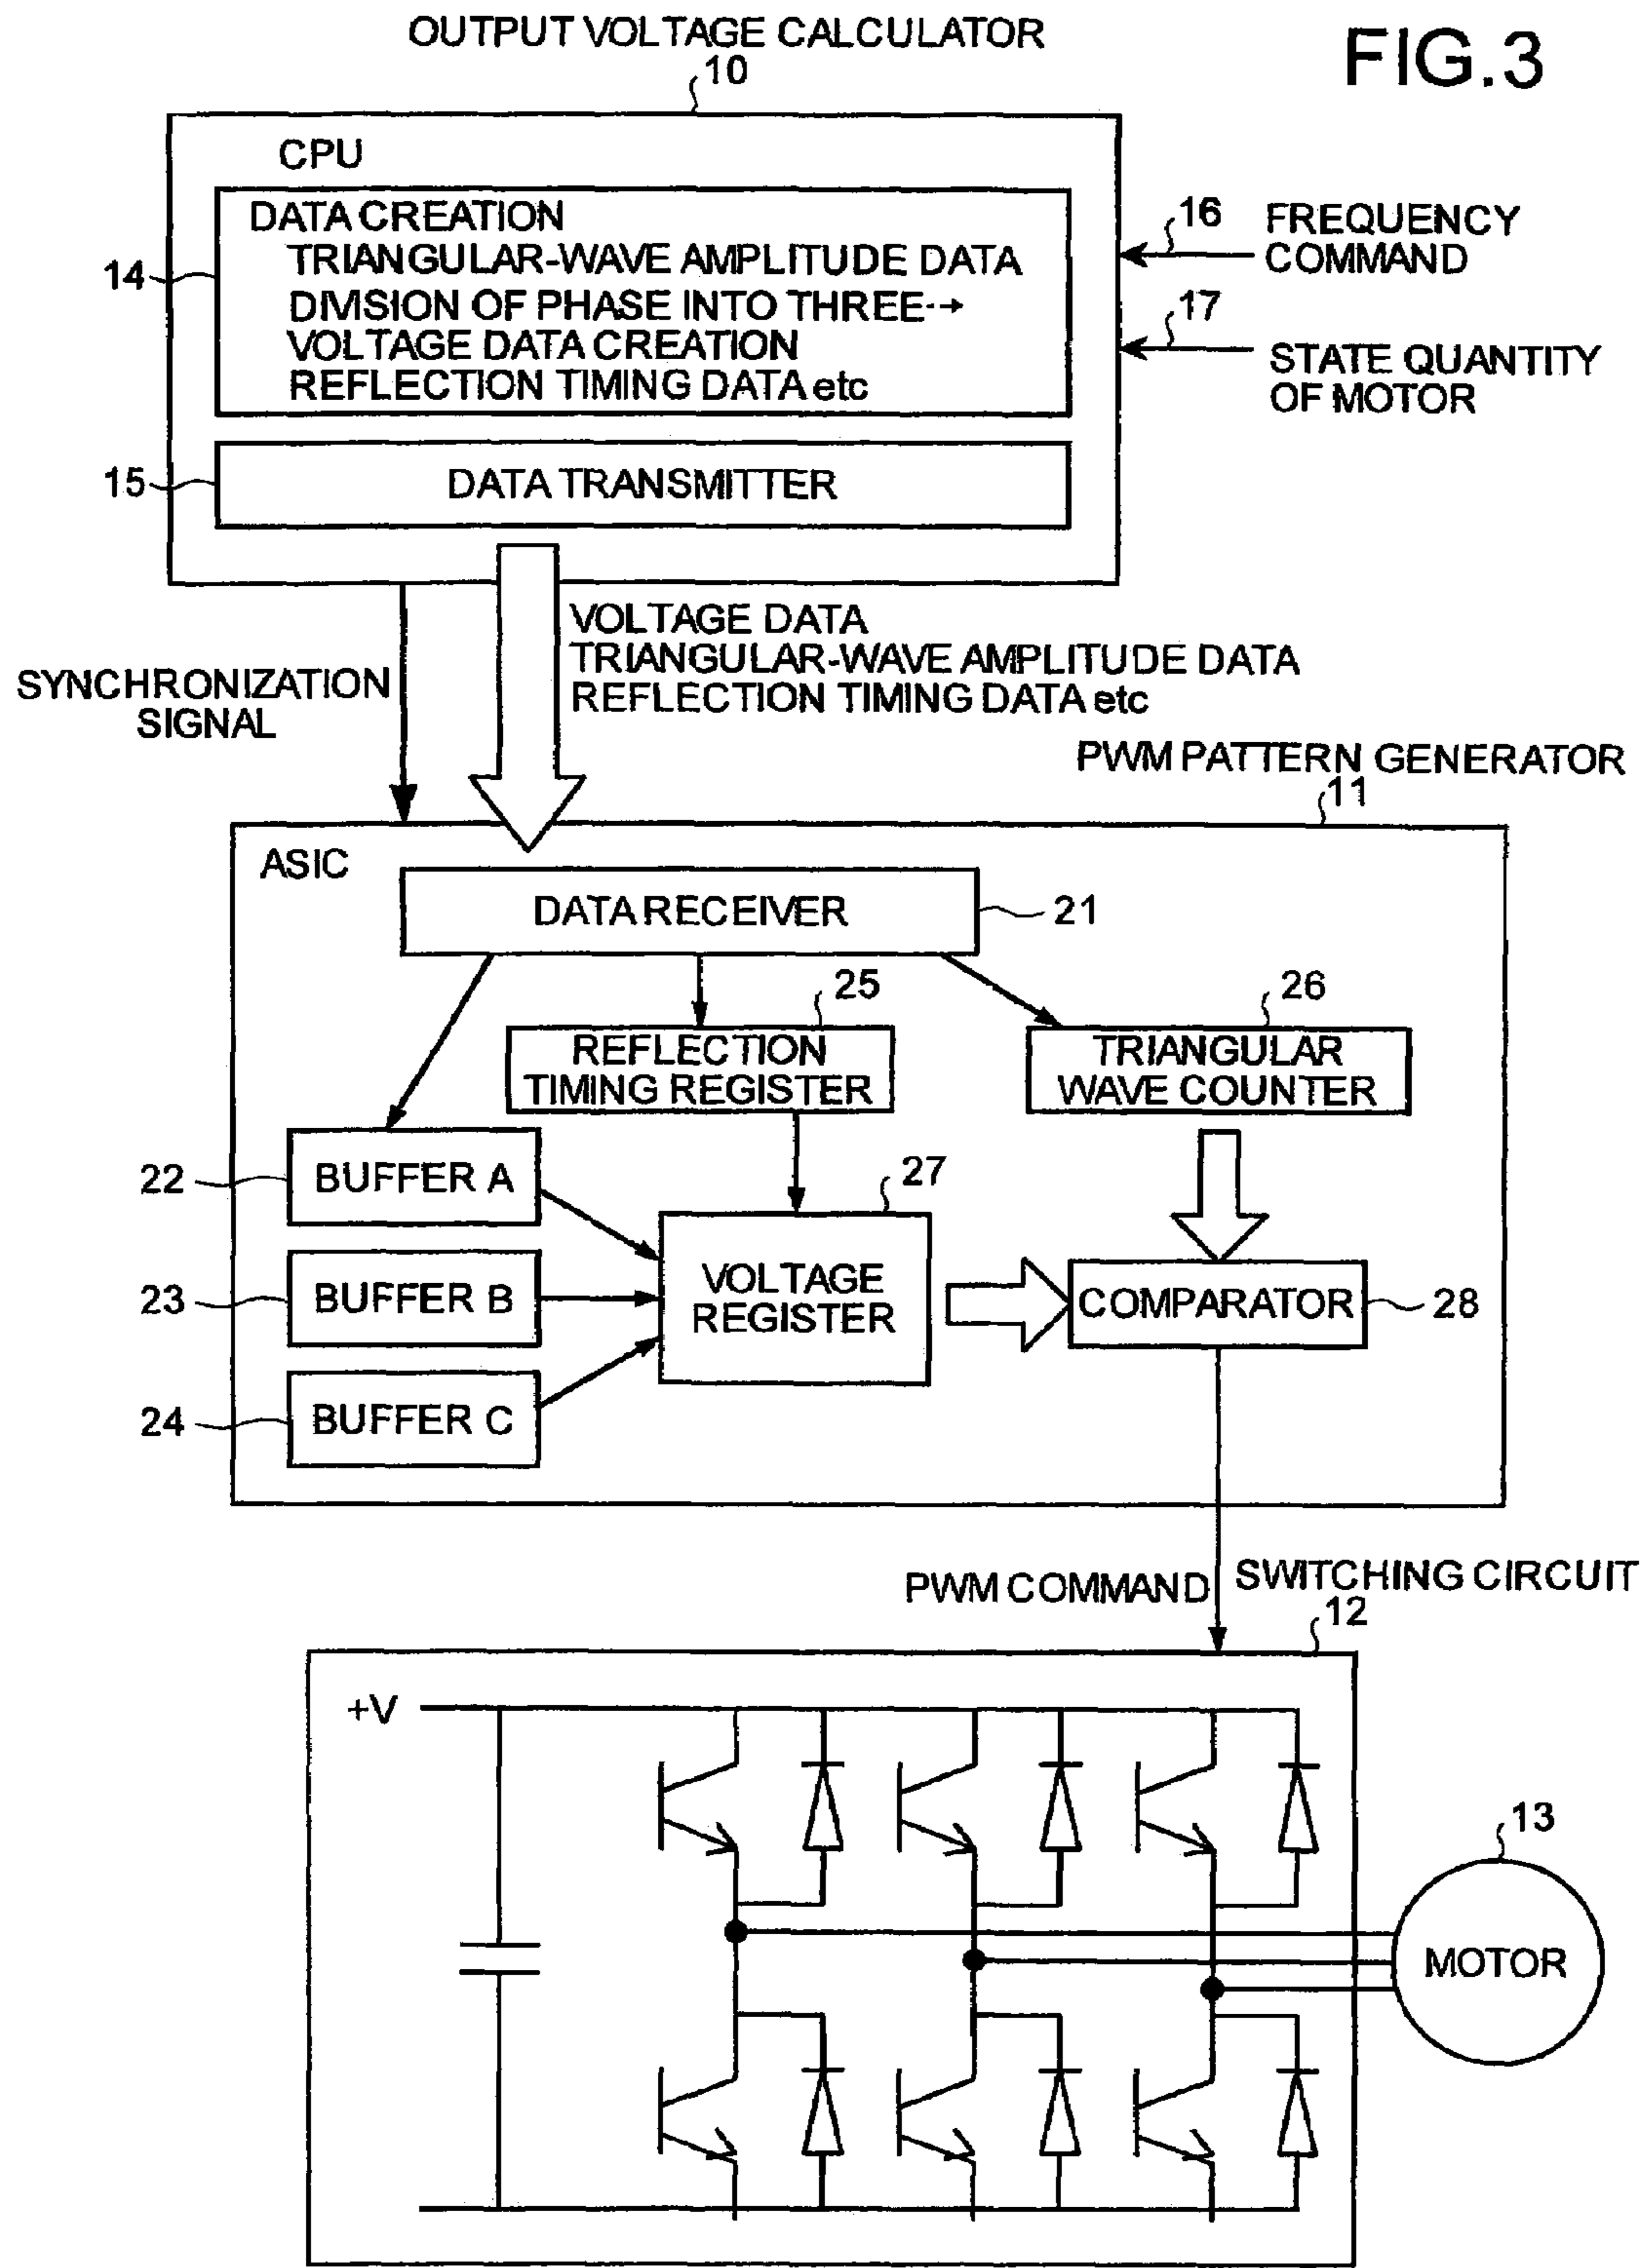 FIG.3
OUTPUT VOLTAGE CALCULATOR
10
CPU
DATA CREATION
TRIANGULAR-WAVE AMPLITUDE DATA
DIVISION OF PHASE INTO THREE→
VOLTAGE DATA CREATION
REFLECTION TIMING DATA etc
14
16
FREQUENCY
COMMAND
17
STATE QUANTITY
OF MOTOR
15
DATA TRANSMITTER
SYNCHRONIZATION
SIGNAL
VOLTAGE DATA
TRIANGULAR-WAVE AMPLITUDE DATA
REFLECTION TIMING DATA etc
PWM PATTERN GENERATOR
11
ASIC
DATA RECEIVER
21
25
REFLECTION
TIMING REGISTER
26
TRIANGULAR
WAVE COUNTER
22
BUFFER A
27
VOLTAGE
REGISTER
23
BUFFER B
COMPARATOR
28
24
BUFFER C
PWM COMMAND
SWITCHING CIRCUIT
12
+V
13
MOTOR